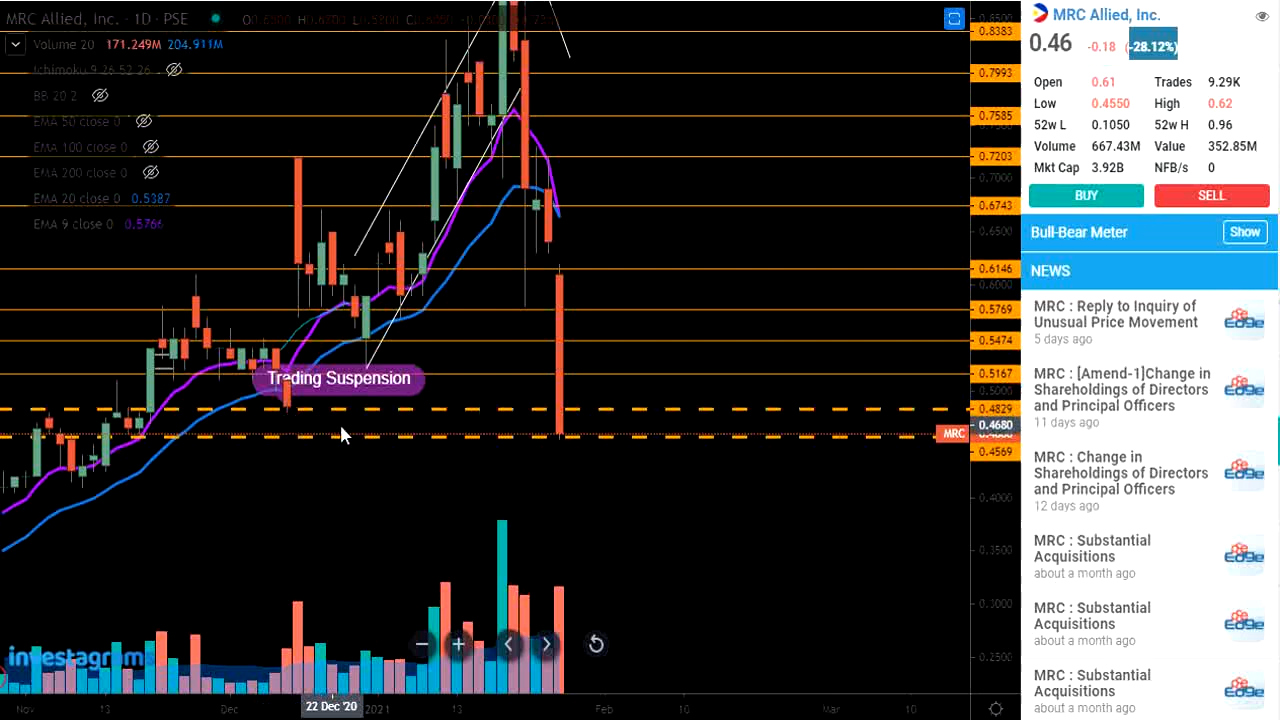 MRC Allied, Inc. · 1D · PSE
Volume 20 171.249M 204.911M
Ichimoku 9 26 52 26
BB 20 2
EMA 50 close 0
EMA 100 close 0
EMA 200 close 0
EMA 20 close 0 0.5387
EMA 9 close 0 0.5766
Trading Suspension
investagrams
Nov 13 Dec 22 Dec '20 2021 13 Feb 10 Mar 10
0.8383
0.7993
0.7585
0.7203
0.7000
0.6743
0.6500
0.6146
0.6000
0.5769
0.5474
0.5167
0.5000
0.4829
0.4680
MRC
0.4569
0.4000
0.3500
0.3000
0.2500
MRC Allied, Inc.
0.46 -0.18 (-28.12%)
Open 0.61 Trades 9.29K
Low 0.4550 High 0.62
52w L 0.1050 52w H 0.96
Volume 667.43M Value 352.85M
Mkt Cap 3.92B NFB/s 0
BUY SELL
Bull-Bear Meter Show
NEWS
MRC : Reply to Inquiry of
Unusual Price Movement
5 days ago
MRC : [Amend-1]Change in
Shareholdings of Directors
and Principal Officers
11 days ago
MRC : Change in
Shareholdings of Directors
and Principal Officers
12 days ago
MRC : Substantial
Acquisitions
about a month ago
MRC : Substantial
Acquisitions
about a month ago
MRC : Substantial
Acquisitions
about a month ago